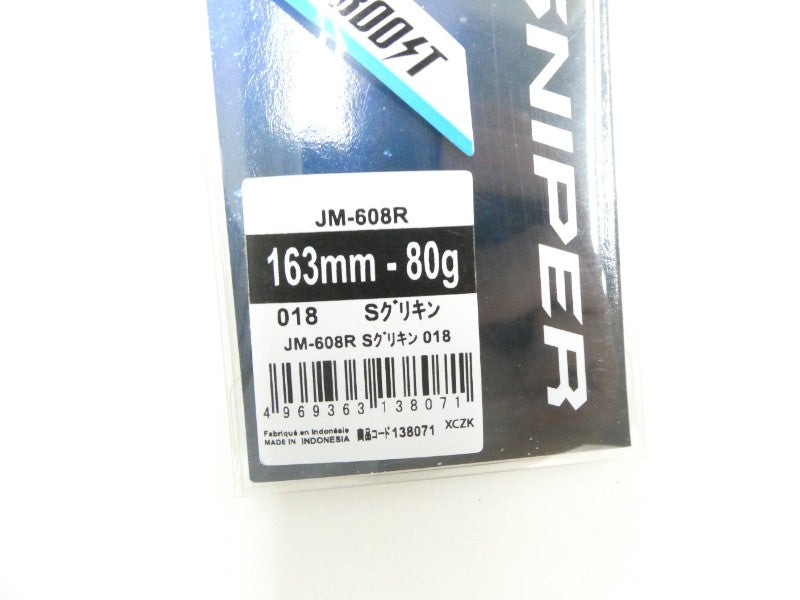 BOOST
SNIPER
JM-608R
163mm - 80g
018 Sグリキン
JM-608R Sグリキン 018
4 969363 138071
Fabriqué en Indonésie
MADE IN INDONESIA 商品コード138071 XCZK